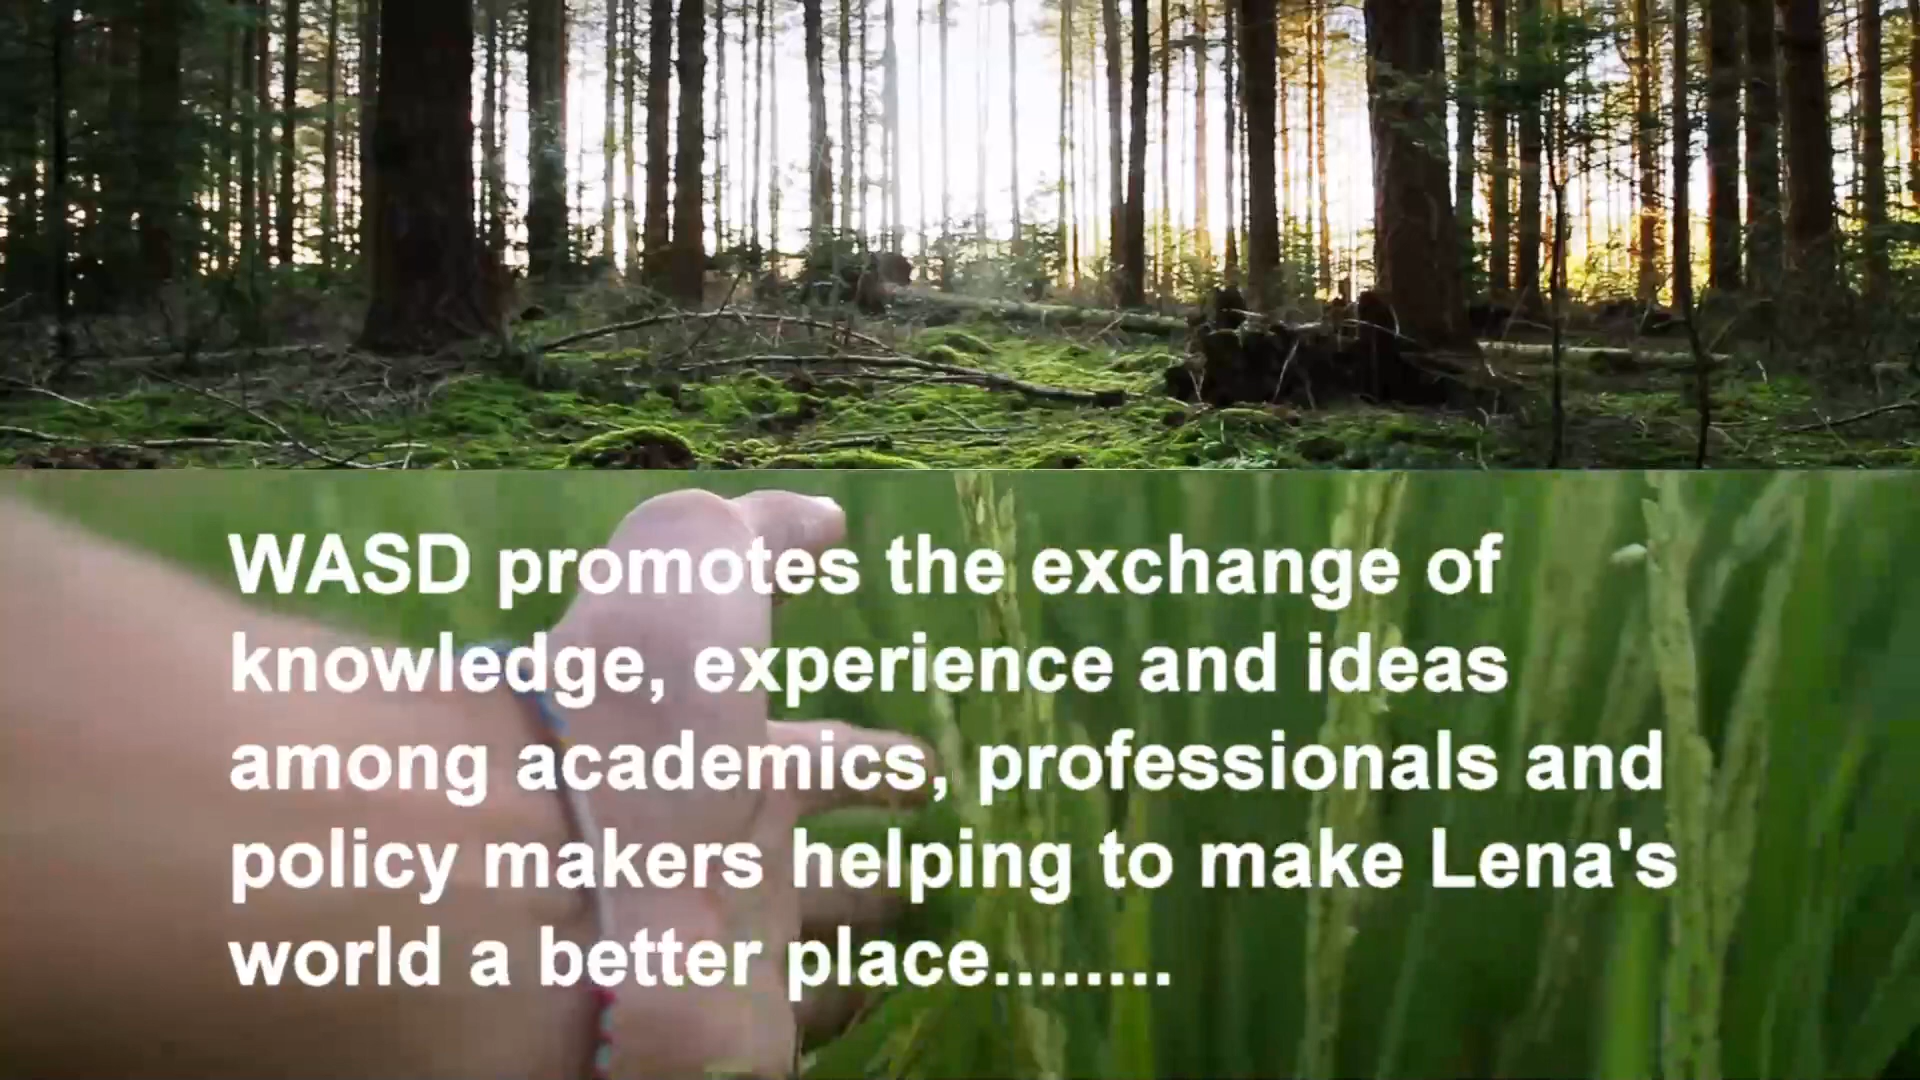 WASD promotes the exchange of
knowledge, experience and ideas
among academics, professionals and
policy makers helping to make Lena's
world a better place........